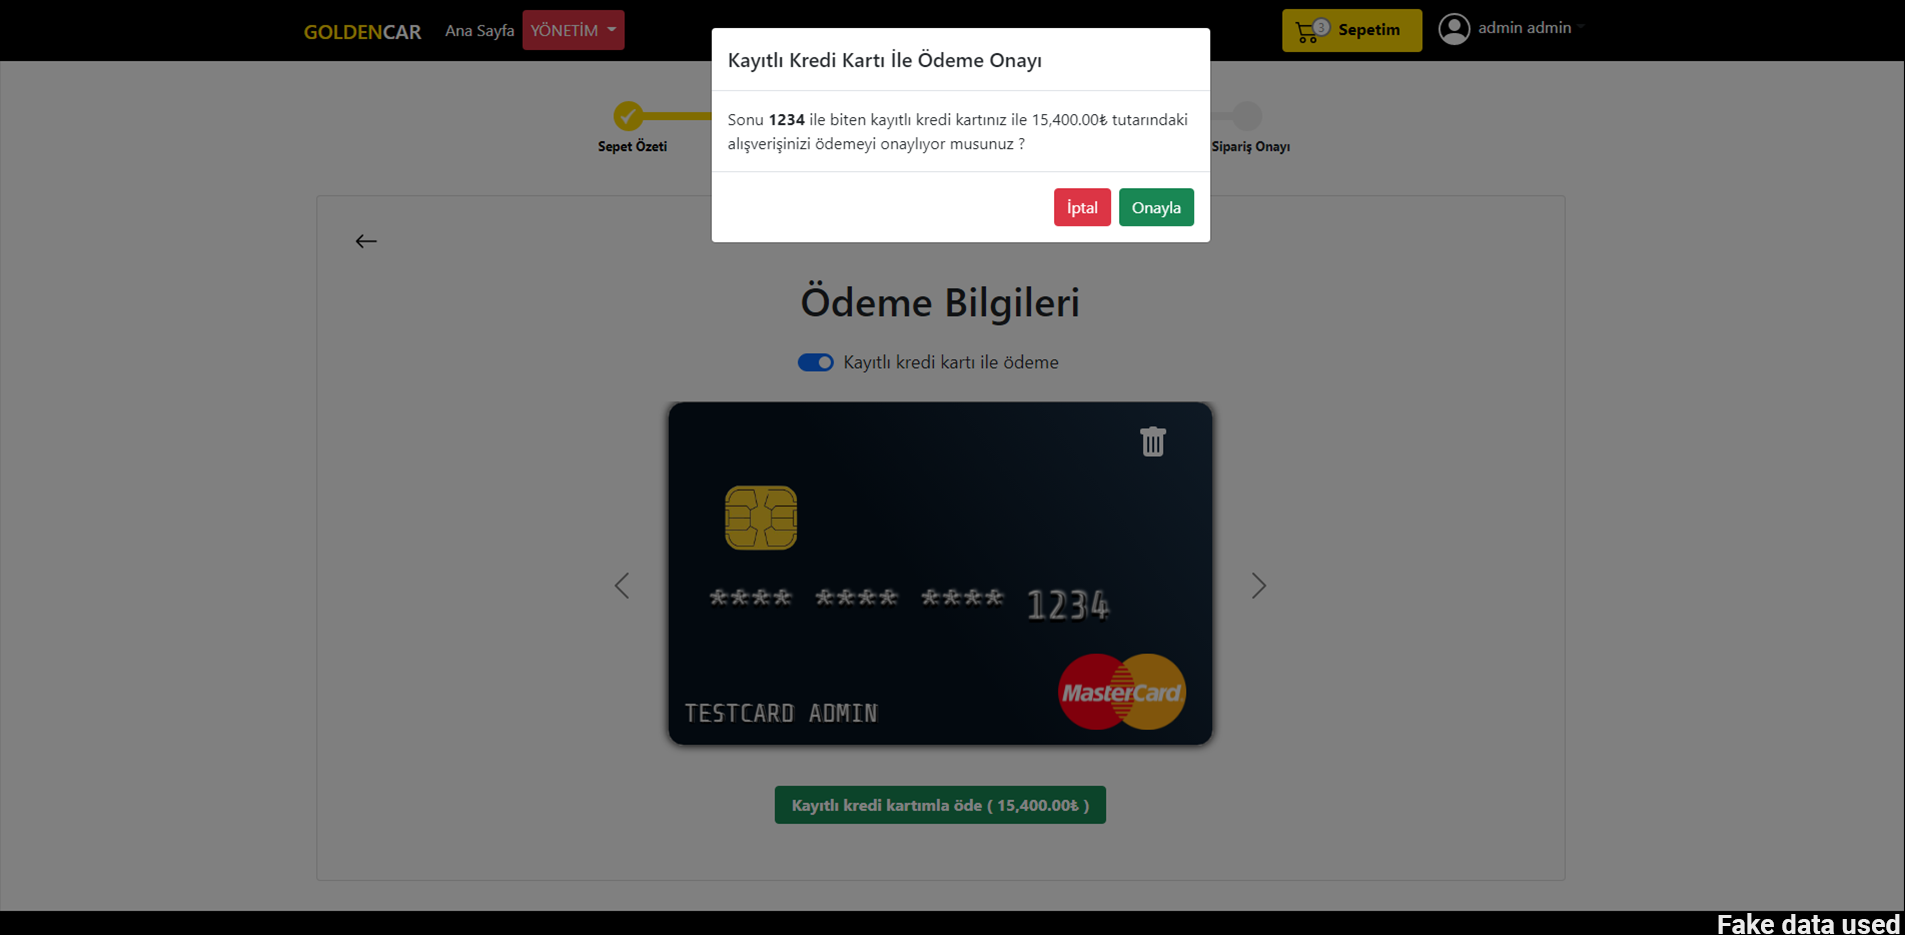 GOLDENCAR Ana Sayfa YÖNETİM 3 Sepetim admin admin
Kayıtlı Kredi Kartı İle Ödeme Onayı
Sonu 1234 ile biten kayıtlı kredi kartınız ile 15,400.00₺ tutarındaki
alışverişinizi ödemeyi onaylıyor musunuz ?
İptal Onayla
Sepet Özeti Sipariş Onayı
Ödeme Bilgileri
Kayıtlı kredi kartı ile ödeme
**** **** **** 1234
MasterCard
TESTCARD ADMIN
Kayıtlı kredi kartımla öde ( 15,400.00₺ )
Fake data used